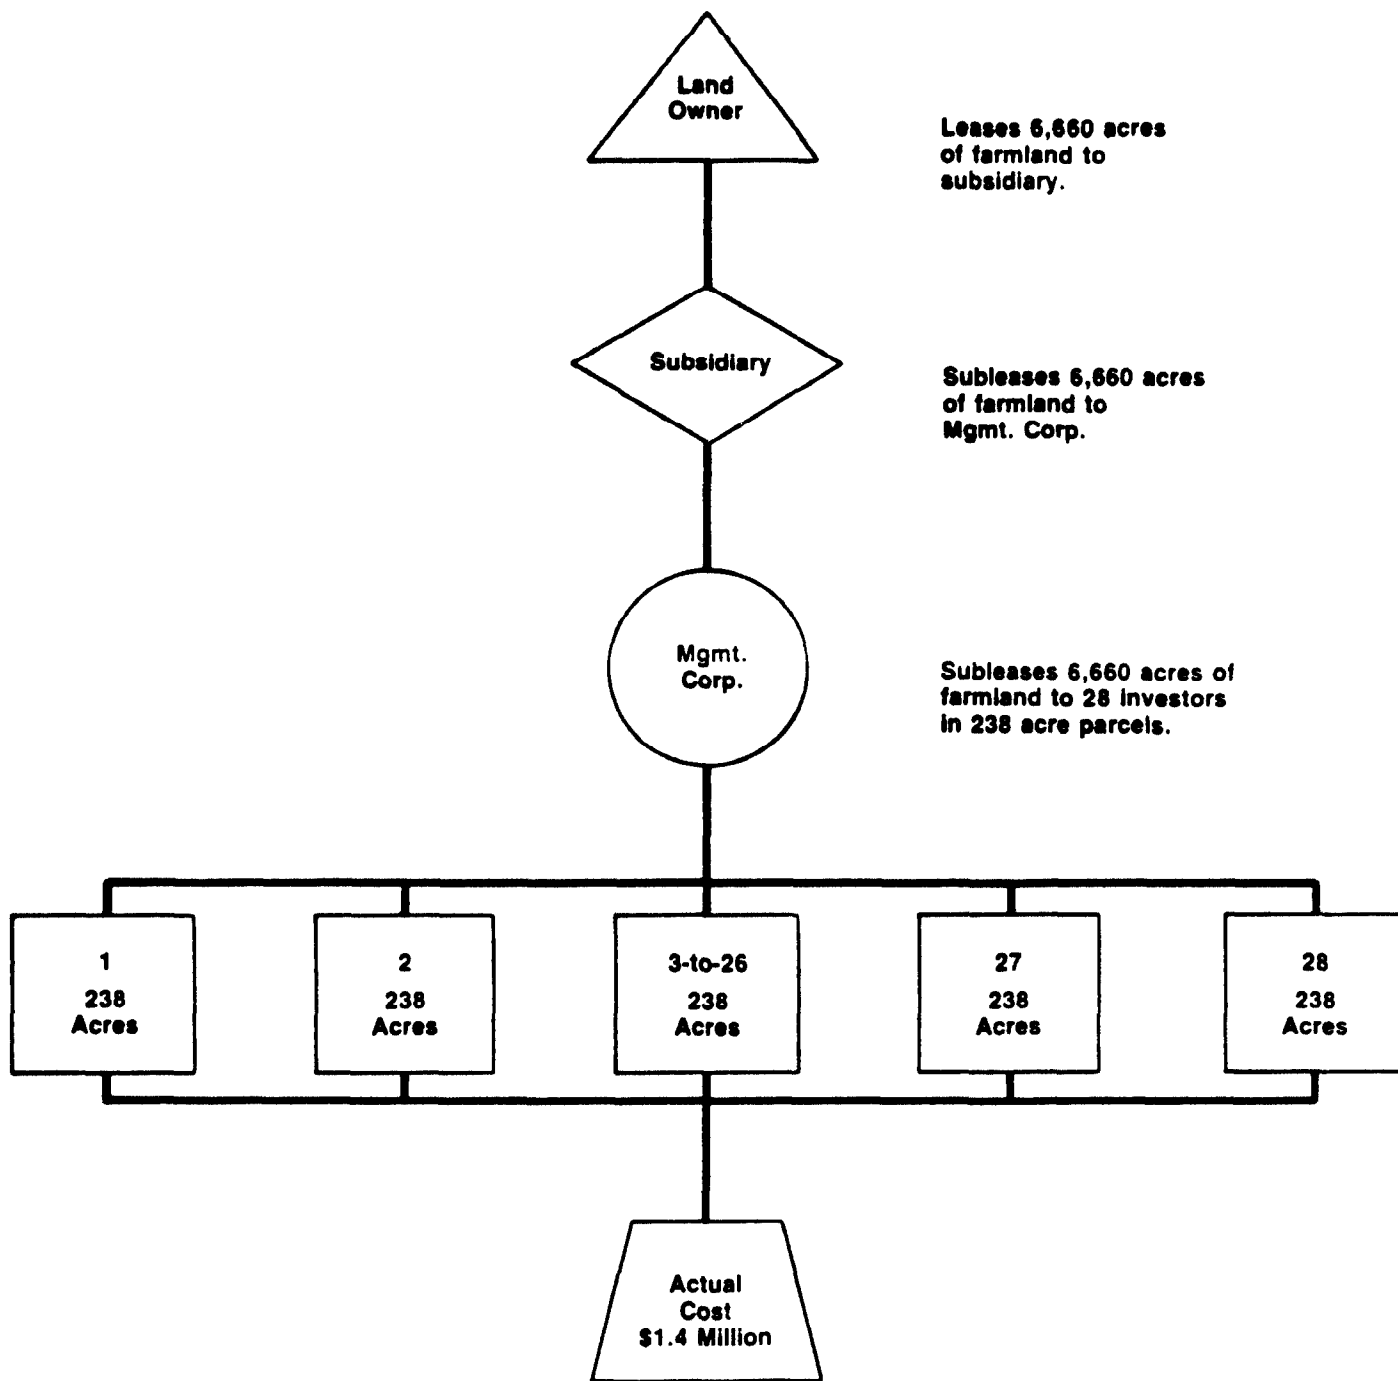 Land
Owner
Leases 6,660 acres
of farmland to
subsidiary.
Subsidiary
Subleases 6,660 acres
of farmland to
Mgmt. Corp.
Mgmt.
Corp.
Subleases 6,660 acres of
farmland to 28 investors
in 238 acre parcels.
1
238
Acres
2
238
Acres
3-to-26
238
Acres
27
238
Acres
28
238
Acres
Actual
Cost
$1.4 Million